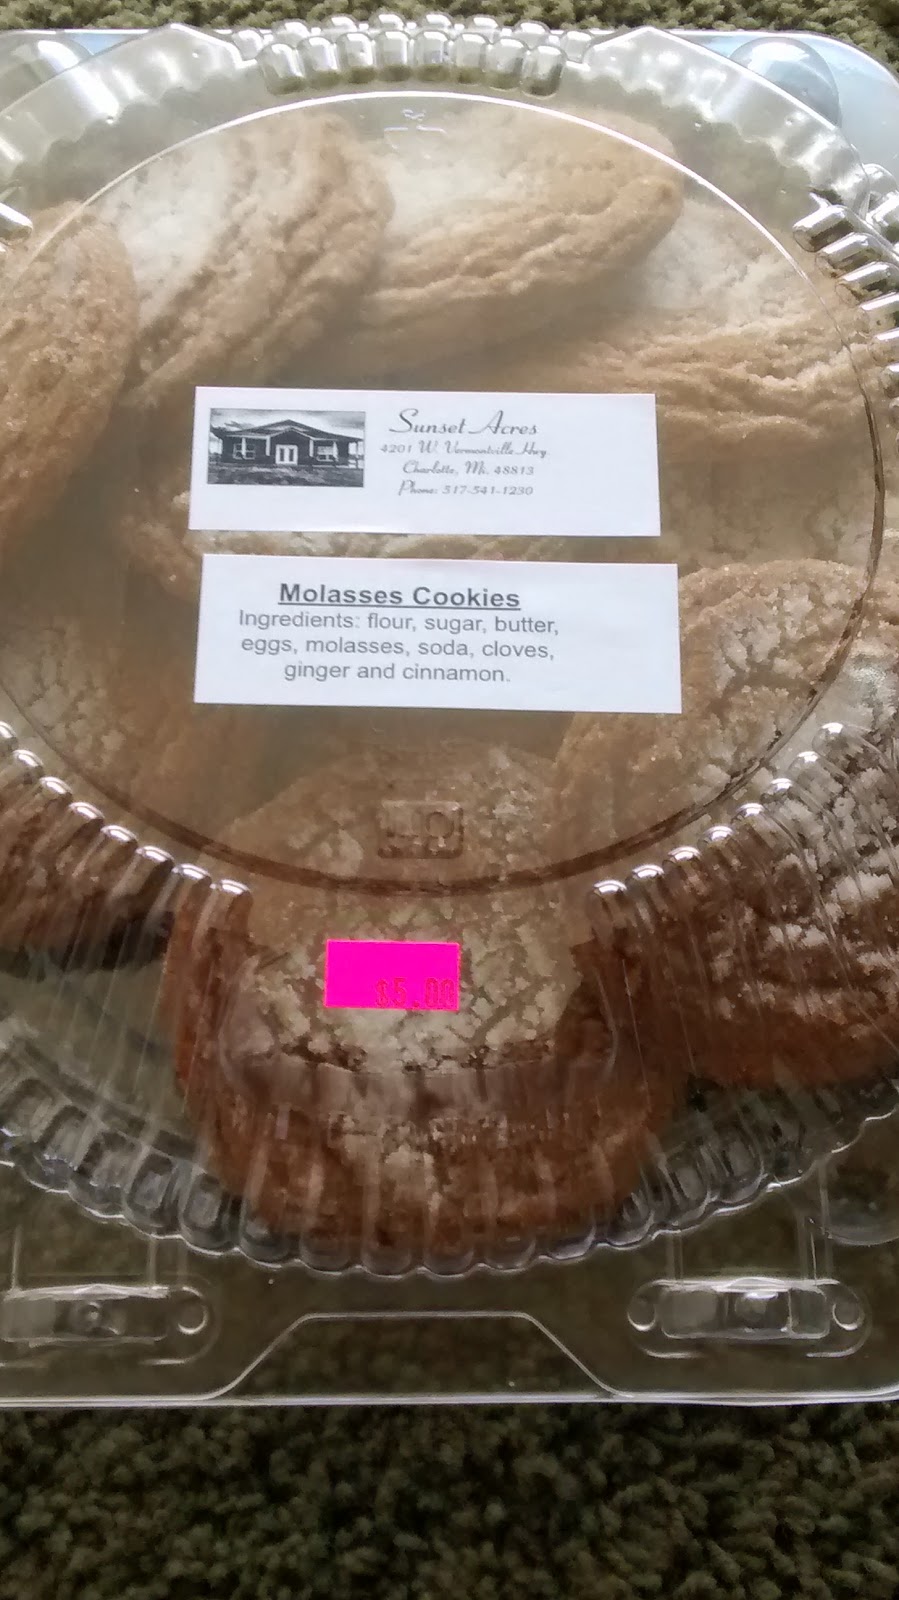 Sunset Acres
4201 W. Vermontville Hwy.
Charlotte, Mi. 48813
Phone: 517-541-1230
Molasses Cookies
Ingredients: flour, sugar, butter,
eggs, molasses, soda, cloves,
ginger and cinnamon.
$5.00